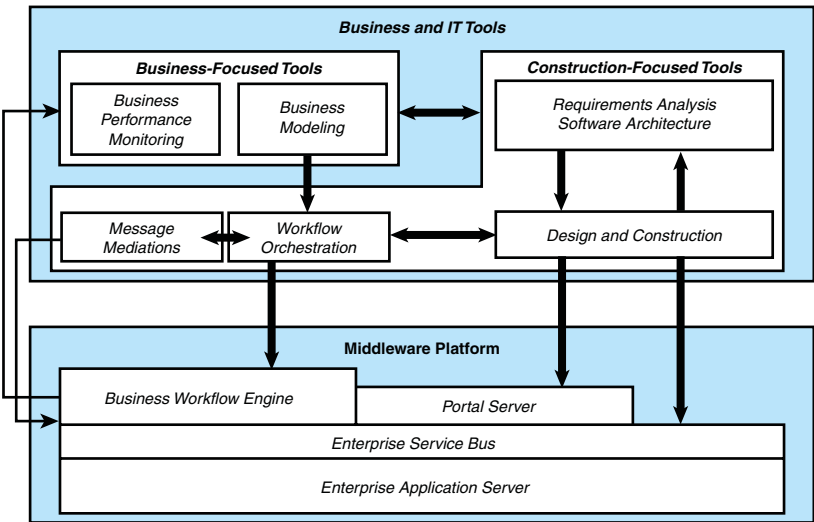 Business and IT Tools
Business-Focused Tools
Construction-Focused Tools
Business
Performance
Monitoring
Business
Modeling
Requirements Analysis
Software Architecture
Message
Mediations
Workflow
Orchestration
Design and Construction
Middleware Platform
Business Workflow Engine
Portal Server
Enterprise Service Bus
Enterprise Application Server